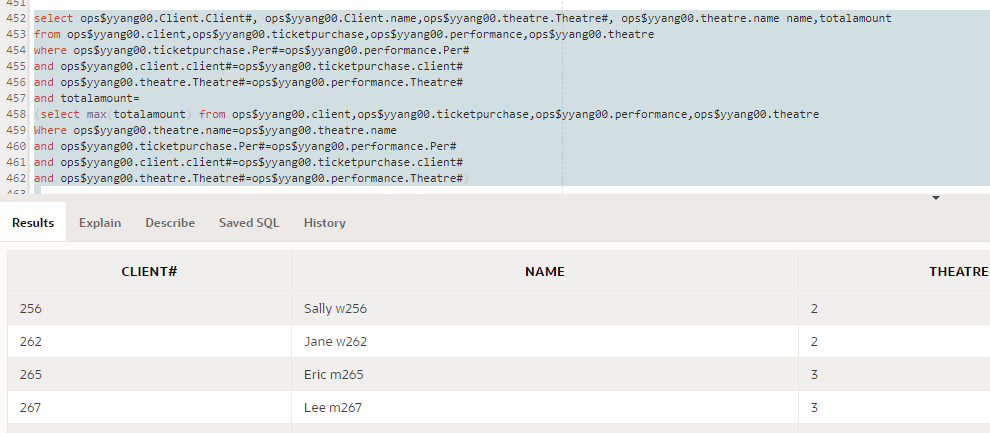 451
452 select ops$yyang00.Client.Client#, ops$yyang00.Client.name,ops$yyang00.theatre.Theatre#, ops$yyang00.theatre.name name,totalamount
453 from ops$yyang00.client,ops$yyang00.ticketpurchase,ops$yyang00.performance,ops$yyang00.theatre
454 where ops$yyang00.ticketpurchase.Per#=ops$yyang00.performance.Per#
455 and ops$yyang00.client.client#=ops$yyang00.ticketpurchase.client#
456 and ops$yyang00.theatre.Theatre#=ops$yyang00.performance.Theatre#
457 and totalamount=
458 (select max(totalamount) from ops$yyang00.client,ops$yyang00.ticketpurchase,ops$yyang00.performance,ops$yyang00.theatre
459 Where ops$yyang00.theatre.name=ops$yyang00.theatre.name
460 and ops$yyang00.ticketpurchase.Per#=ops$yyang00.performance.Per#
461 and ops$yyang00.client.client#=ops$yyang00.ticketpurchase.client#
462 and ops$yyang00.theatre.Theatre#=ops$yyang00.performance.Theatre#)
463
Results Explain Describe Saved SQL History
CLIENT# NAME THEATRE
256 Sally w256 2
262 Jane w262 2
265 Eric m265 3
267 Lee m267 3